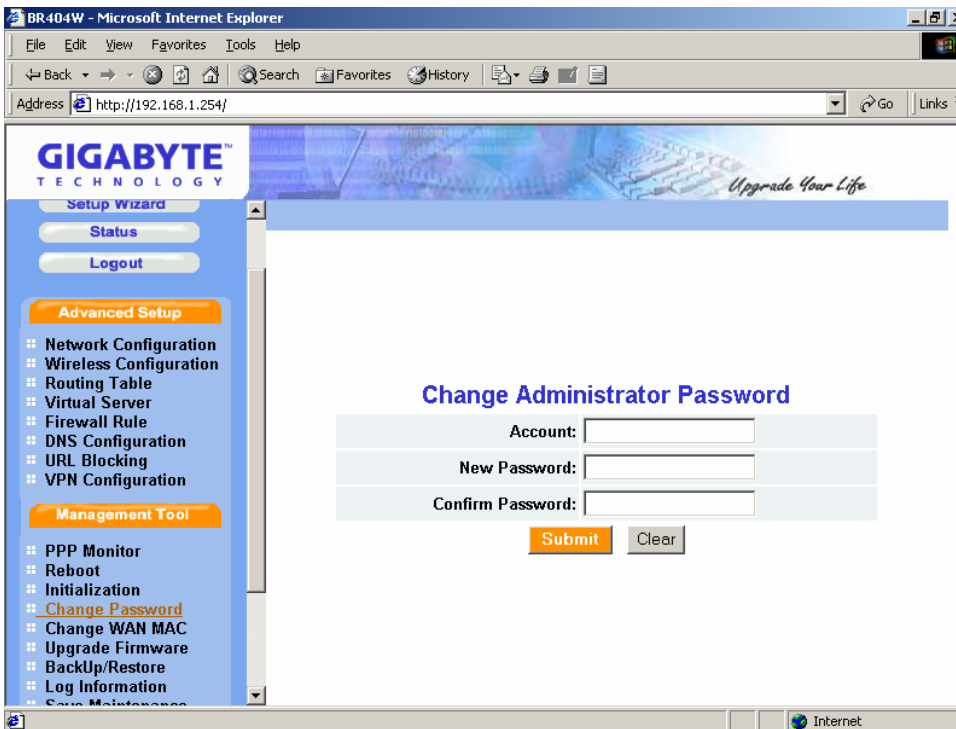 BR404W - Microsoft Internet Explorer
File Edit View Favorites Tools Help
Back Search Favorites History
Address http://192.168.1.254/ Go Links
GIGABYTE™
TECHNOLOGY
Upgrade Your Life
Setup Wizard
Status
Logout
Advanced Setup
Network Configuration
Wireless Configuration
Routing Table
Virtual Server
Firewall Rule
DNS Configuration
URL Blocking
VPN Configuration
Management Tool
PPP Monitor
Reboot
Initialization
Change Password
Change WAN MAC
Upgrade Firmware
BackUp/Restore
Log Information
Save Maintenance
Change Administrator Password
Account:
New Password:
Confirm Password:
Submit Clear
Internet